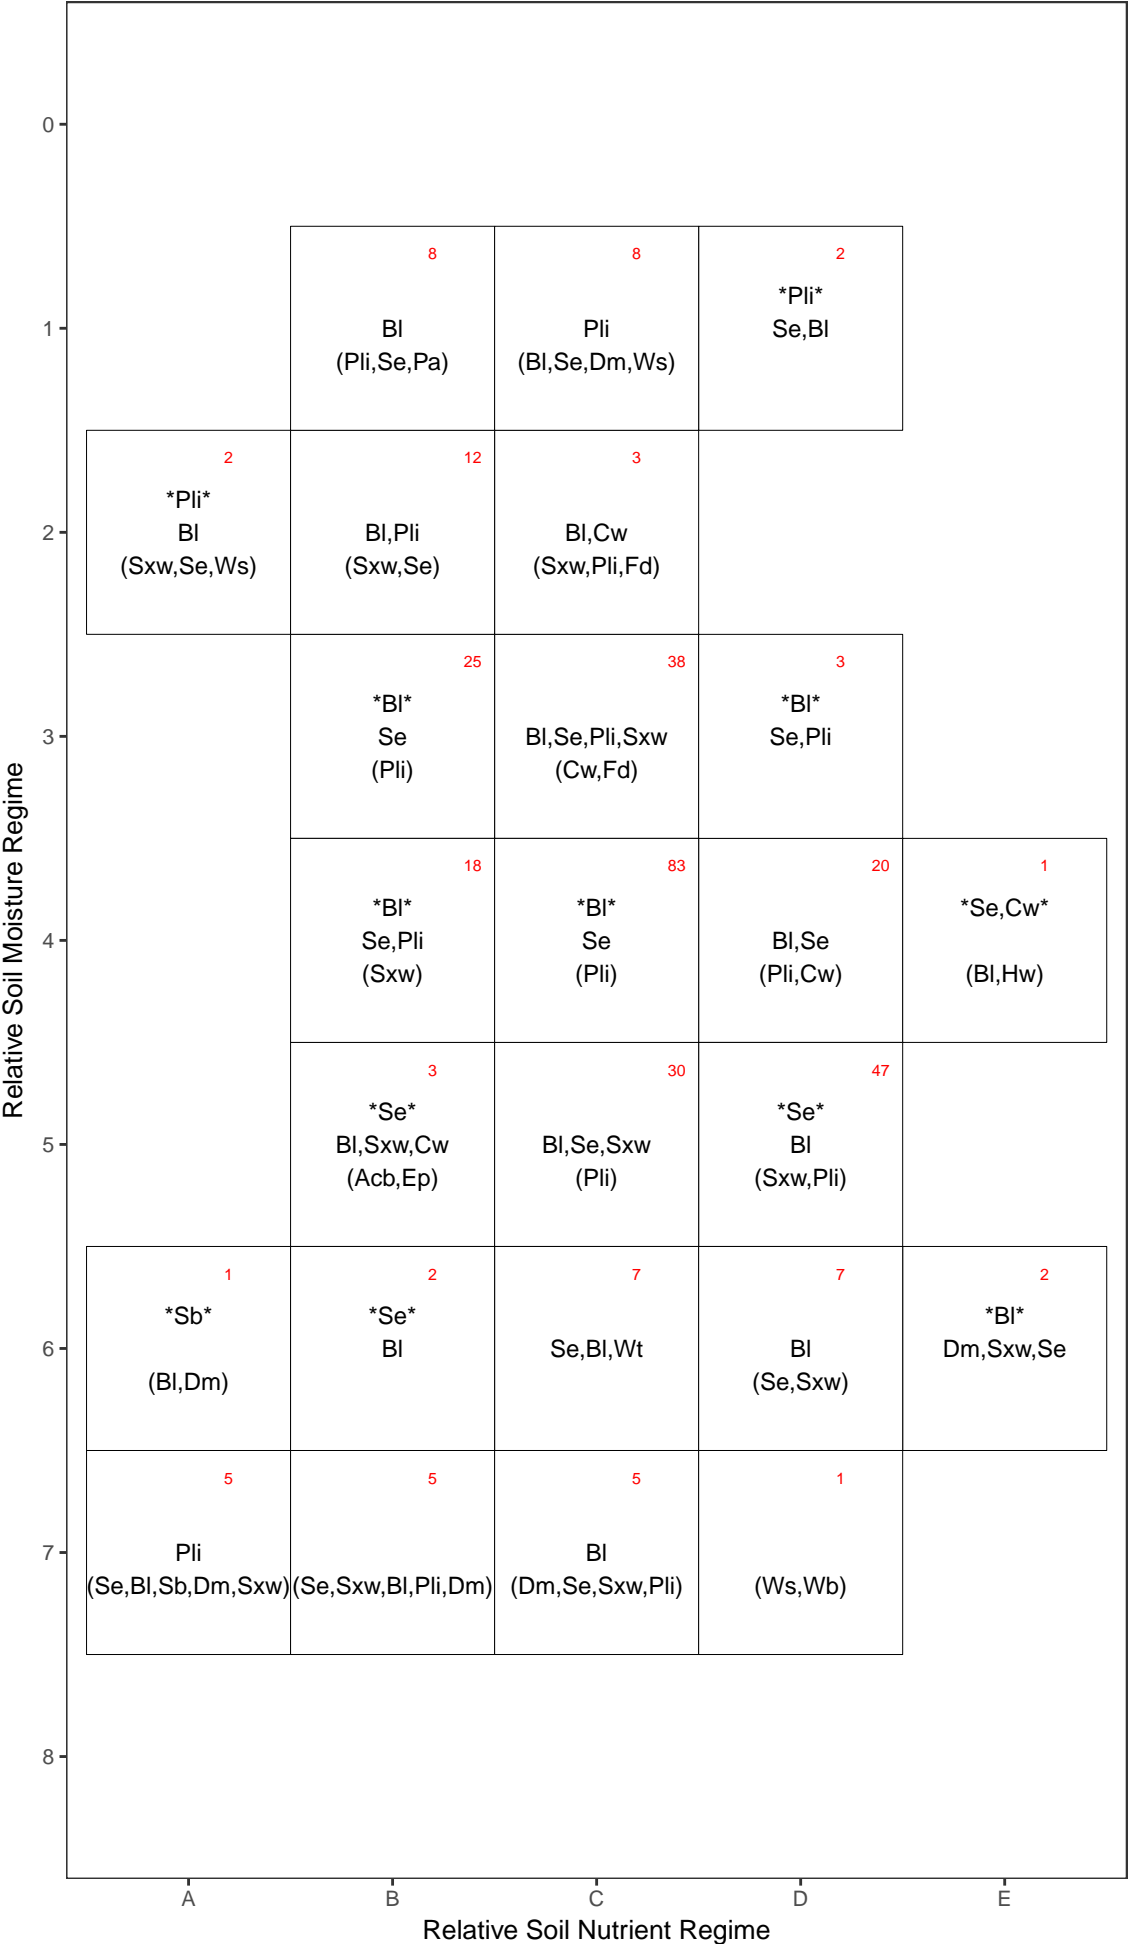 0
8
8
2
*Pli*
1
Bl
Pli
Se,Bl
(Pli,Se,Pa)
(Bl,Se,Dm,Ws)
2
12
3
*Pli*
2
Bl
Bl,Pli
Bl,Cw
(Sxw,Se,Ws)
(Sxw,Se)
(Sxw,Pli,Fd)
25
38
3
*Bl*
*Bl*
3
Se
Bl,Se,Pli,Sxw
Se,Pli
(Pli)
(Cw,Fd)
18
83
20
1
*Bl*
*Bl*
*Se,Cw*
4
Se,Pli
Se
Bl,Se
(Sxw)
(Pli)
(Pli,Cw)
(Bl,Hw)
3
30
47
*Se*
*Se*
5
Bl,Sxw,Cw
Bl,Se,Sxw
Bl
(Acb,Ep)
(Pli)
(Sxw,Pli)
1
2
7
7
2
*Sb*
*Se*
*Bl*
6
Bl
Se,Bl,Wt
Bl
Dm,Sxw,Se
(Bl,Dm)
(Se,Sxw)
5
5
5
1
7
Pli
Bl
(Se,Bl,Sb,Dm,Sxw)
(Se,Sxw,Bl,Pli,Dm)
(Dm,Se,Sxw,Pli)
(Ws,Wb)
8
A
B
C
D
E
Relative Soil Nutrient Regime
Relative Soil Moisture Regime